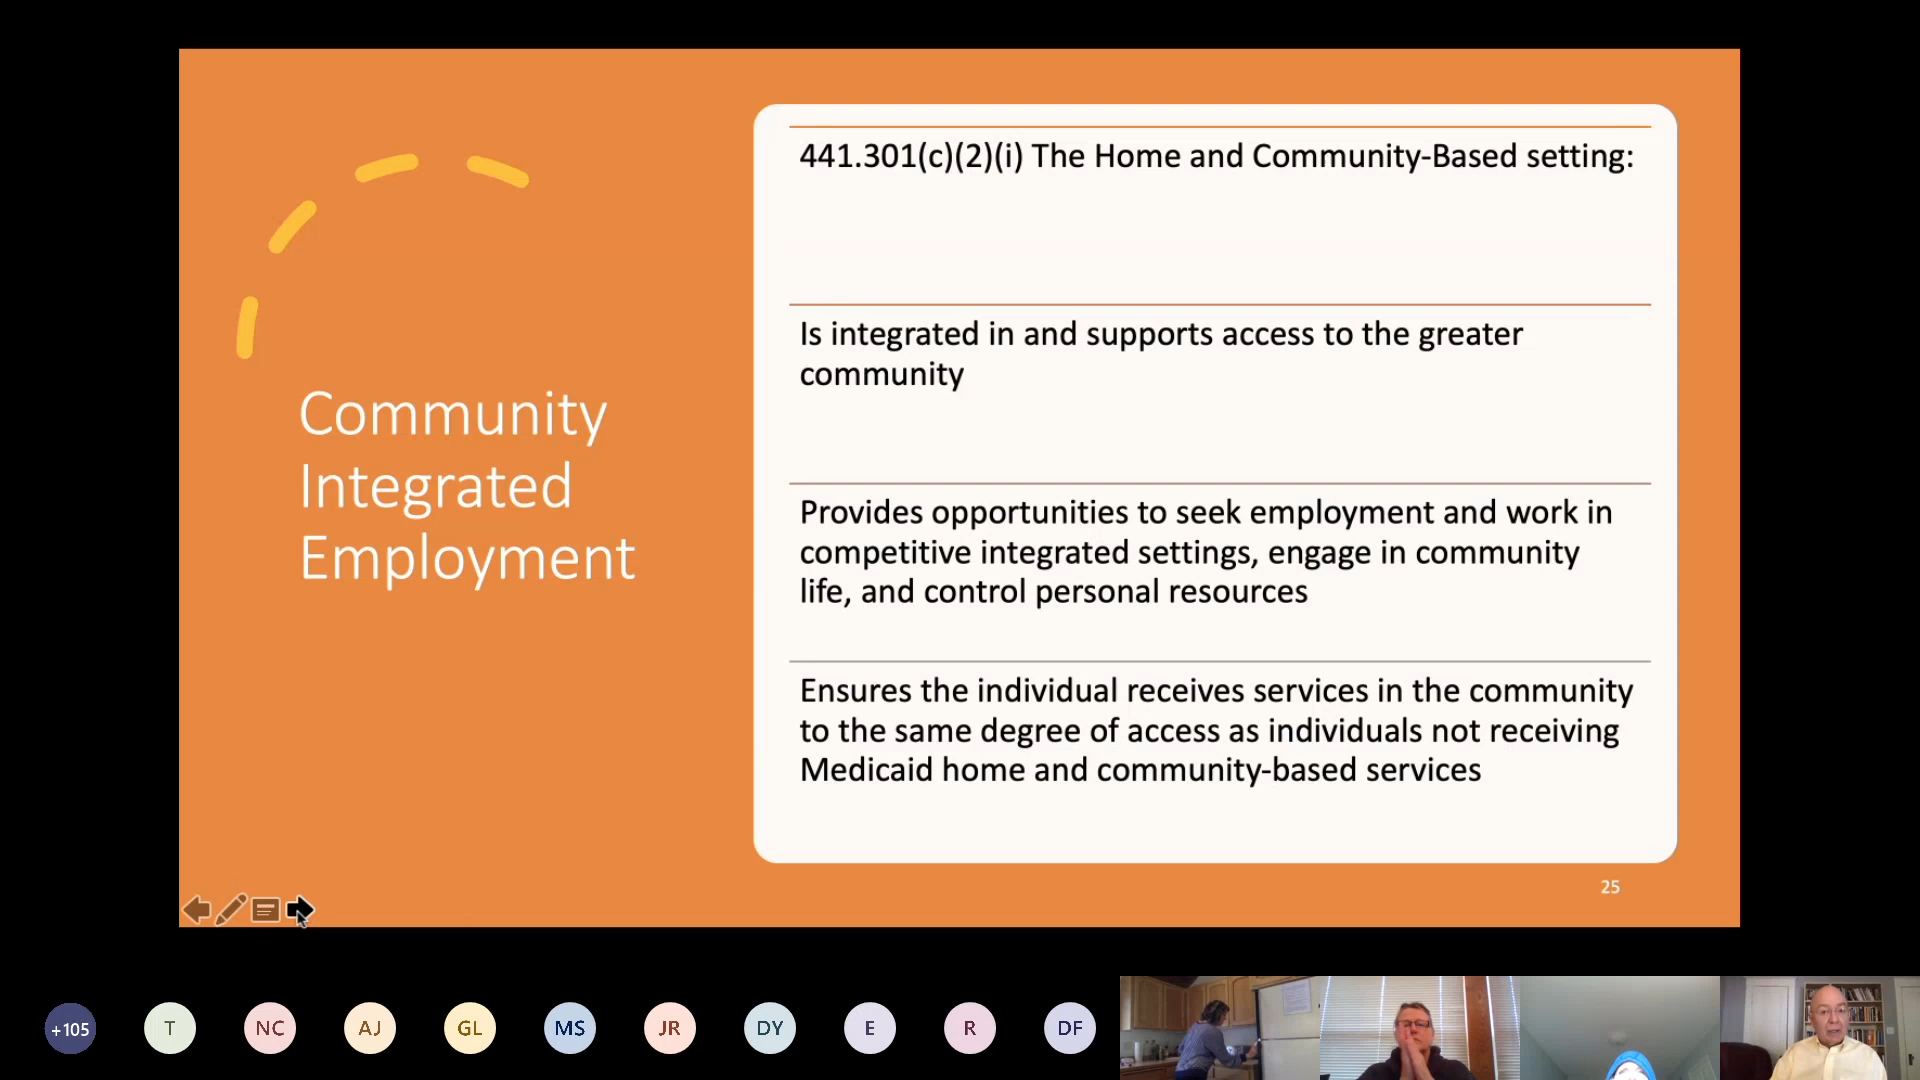 Community
Integrated
Employment
441.301(c)(2)(i) The Home and Community-Based setting:
Is integrated in and supports access to the greater
community
Provides opportunities to seek employment and work in
competitive integrated settings, engage in community
life, and control personal resources
Ensures the individual receives services in the community
to the same degree of access as individuals not receiving
Medicaid home and community-based services
25
+105
T
NC
AJ
GL
MS
JR
DY
E
R
DF